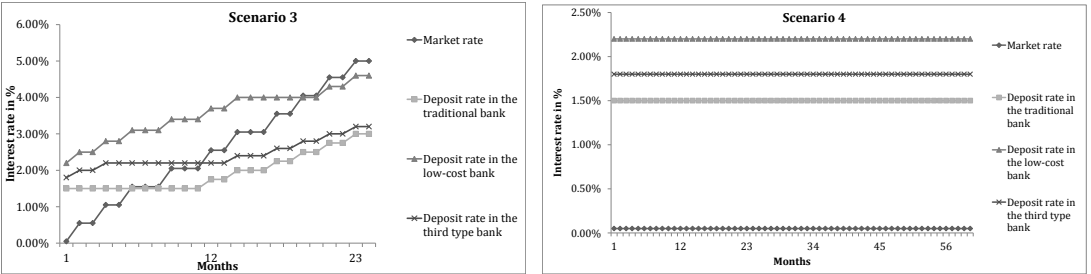 Scenario 3
6.00%
5.00%
4.00%
3.00%
2.00%
1.00%
0.00%
Interest rate in %
1
12
23
Months
Market rate
Deposit rate in the
traditional bank
Deposit rate in the
low-cost bank
Deposit rate in the
third type bank
Scenario 4
2.50%
2.00%
1.50%
1.00%
0.50%
0.00%
Interest rate in %
1
12
23
34
45
56
Months
Market rate
Deposit rate in
the traditional
bank
Deposit rate in
the low-cost
bank
Deposit rate in
the third type
bank